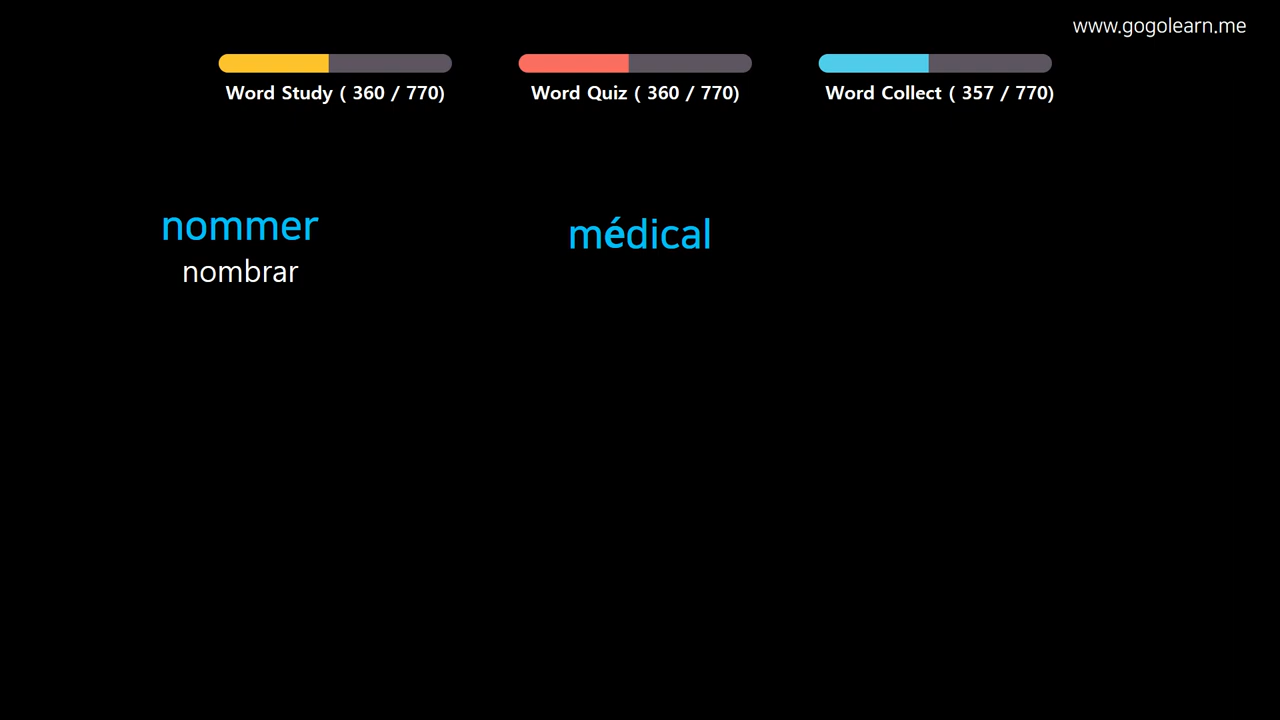 www.gogolearn.me
Word Study ( 360 / 770)
Word Quiz ( 360 / 770)
Word Collect ( 357 / 770)
nommer
nombrar
médical